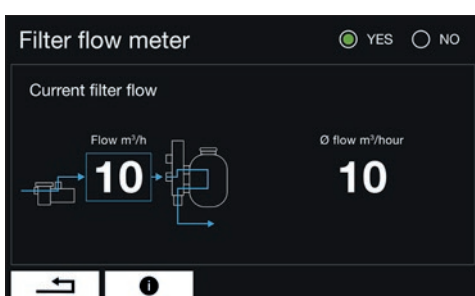 Filter flow meter YES NO
Current filter flow
Flow m³/h Ø flow m³/hour
10 10
i